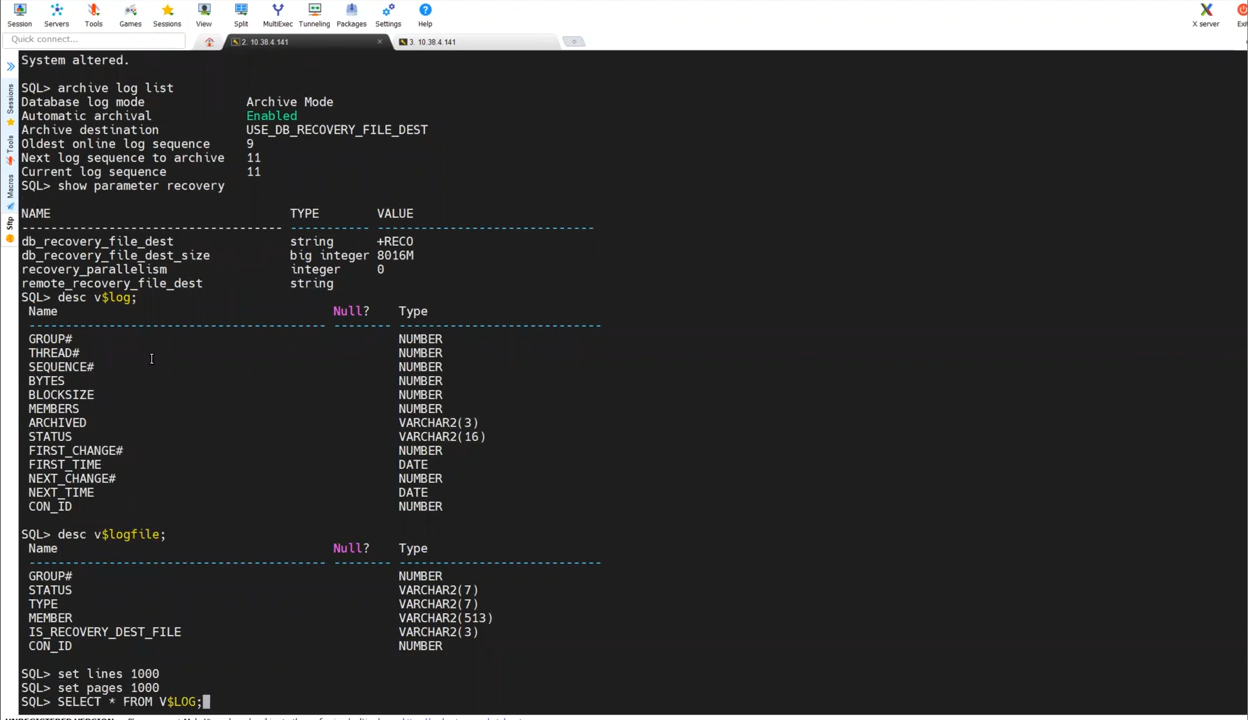 Session Servers Tools Games Sessions View Split MultiExec Tunneling Packages Settings Help X server
Quick connect...
2. 10.38.4.141
3. 10.38.4.141
Sessions
Tools
Macros
Sftp
System altered.
SQL> archive log list
Database log mode Archive Mode
Automatic archival Enabled
Archive destination USE_DB_RECOVERY_FILE_DEST
Oldest online log sequence 9
Next log sequence to archive 11
Current log sequence 11
SQL> show parameter recovery
NAME TYPE VALUE
------------------------------------ ----------- ------------------------------
db_recovery_file_dest string +RECO
db_recovery_file_dest_size big integer 8016M
recovery_parallelism integer 0
remote_recovery_file_dest string
SQL> desc v$log;
Name Null? Type
----------------------------------------- -------- ----------------------------
GROUP# NUMBER
THREAD# NUMBER
SEQUENCE# NUMBER
BYTES NUMBER
BLOCKSIZE NUMBER
MEMBERS NUMBER
ARCHIVED VARCHAR2(3)
STATUS VARCHAR2(16)
FIRST_CHANGE# NUMBER
FIRST_TIME DATE
NEXT_CHANGE# NUMBER
NEXT_TIME DATE
CON_ID NUMBER
SQL> desc v$logfile;
Name Null? Type
----------------------------------------- -------- ----------------------------
GROUP# NUMBER
STATUS VARCHAR2(7)
TYPE VARCHAR2(7)
MEMBER VARCHAR2(513)
IS_RECOVERY_DEST_FILE VARCHAR2(3)
CON_ID NUMBER
SQL> set lines 1000
SQL> set pages 1000
SQL> SELECT * FROM V$LOG;